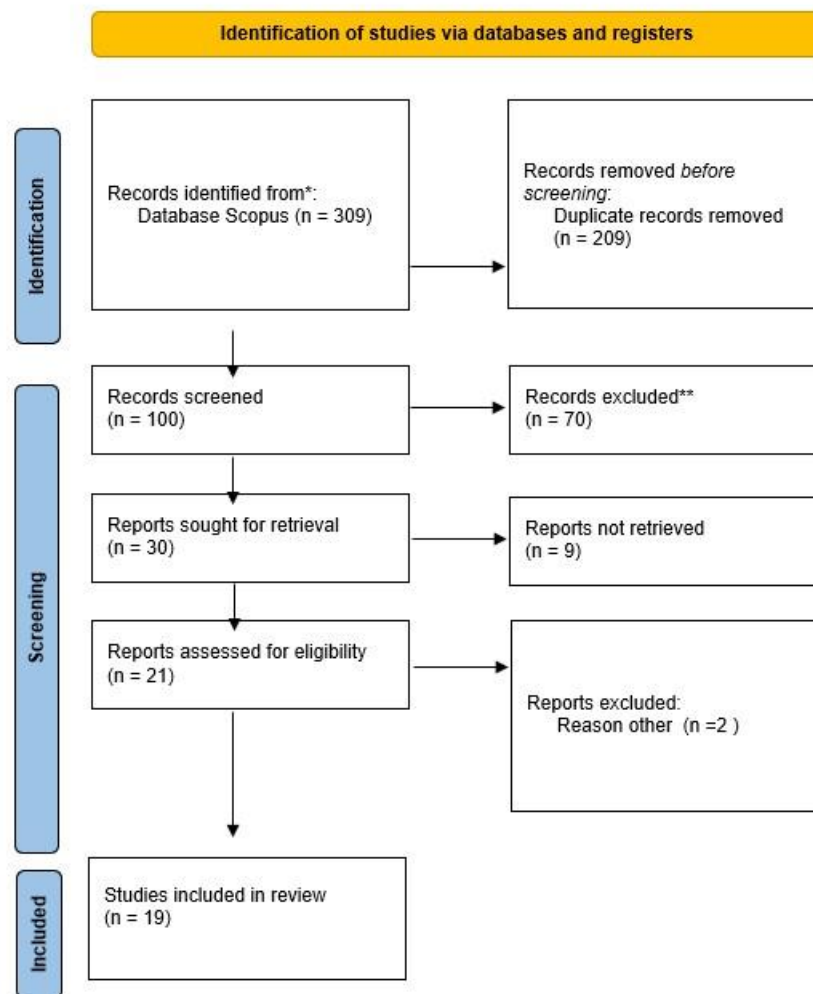 Identification of studies via databases and registers
Identification
Records identified from*:
Database Scopus (n = 309)
Records removed before
screening:
Duplicate records removed
(n = 209)
Screening
Records screened
(n = 100)
Records excluded**
(n = 70)
Reports sought for retrieval
(n = 30)
Reports not retrieved
(n = 9)
Reports assessed for eligibility
(n = 21)
Reports excluded:
Reason other (n =2 )
Included
Studies included in review
(n = 19)